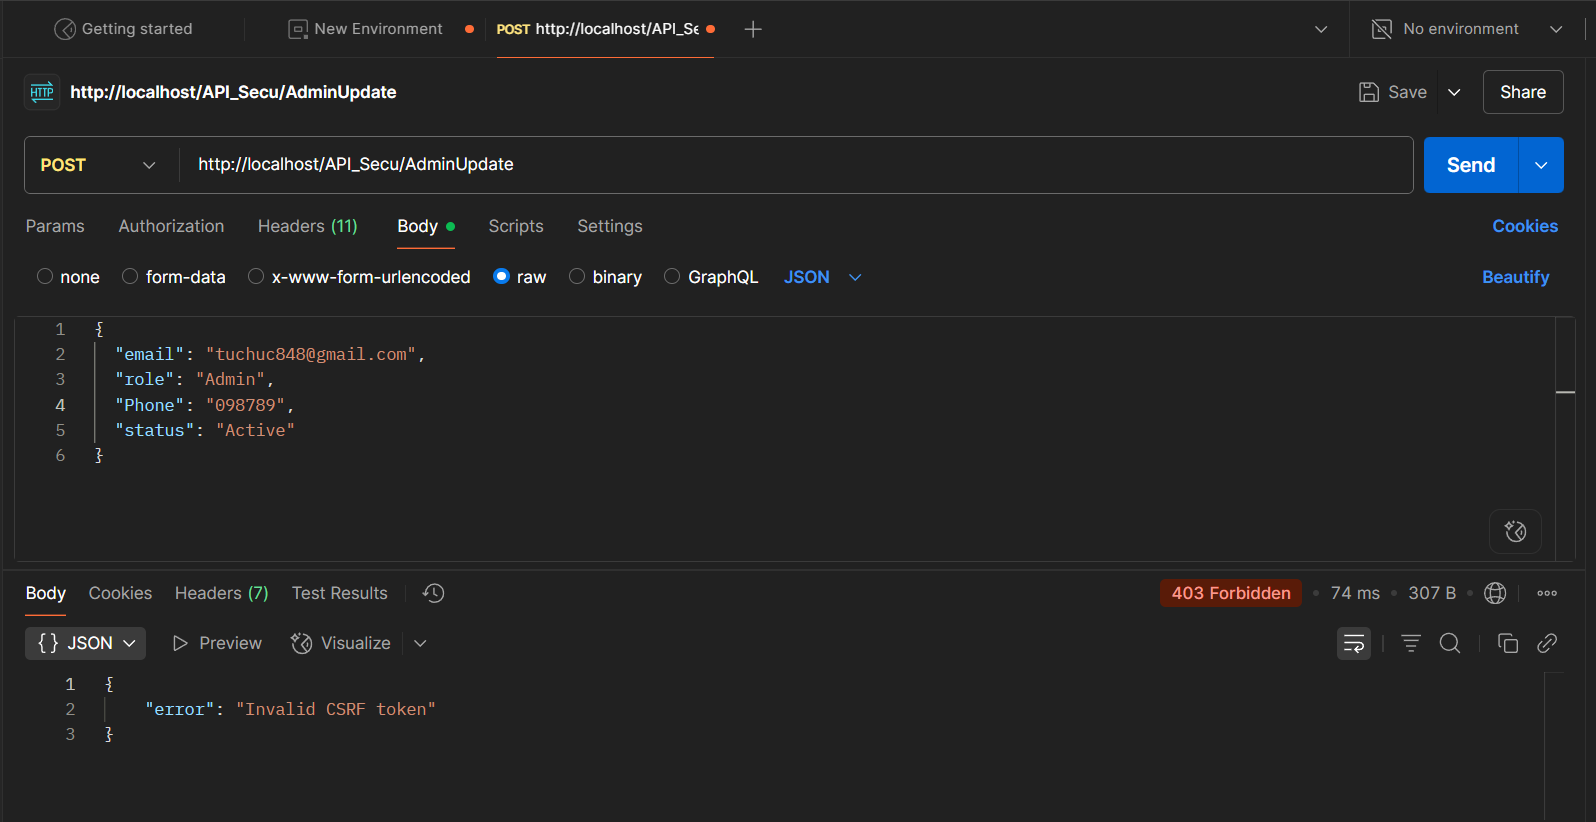 Getting started
New Environment
POST http://localhost/API_Se
No environment
HTTP http://localhost/API_Secu/AdminUpdate
Save
Share
POST
http://localhost/API_Secu/AdminUpdate
Send
Params Authorization Headers (11) Body Scripts Settings
Cookies
none form-data x-www-form-urlencoded raw binary GraphQL JSON
Beautify
1 {
2 "email": "tuchuc848@gmail.com",
3 "role": "Admin",
4 "Phone": "098789",
5 "status": "Active"
6 }
Body Cookies Headers (7) Test Results
403 Forbidden 74 ms 307 B
{} JSON Preview Visualize
1 {
2 "error": "Invalid CSRF token"
3 }